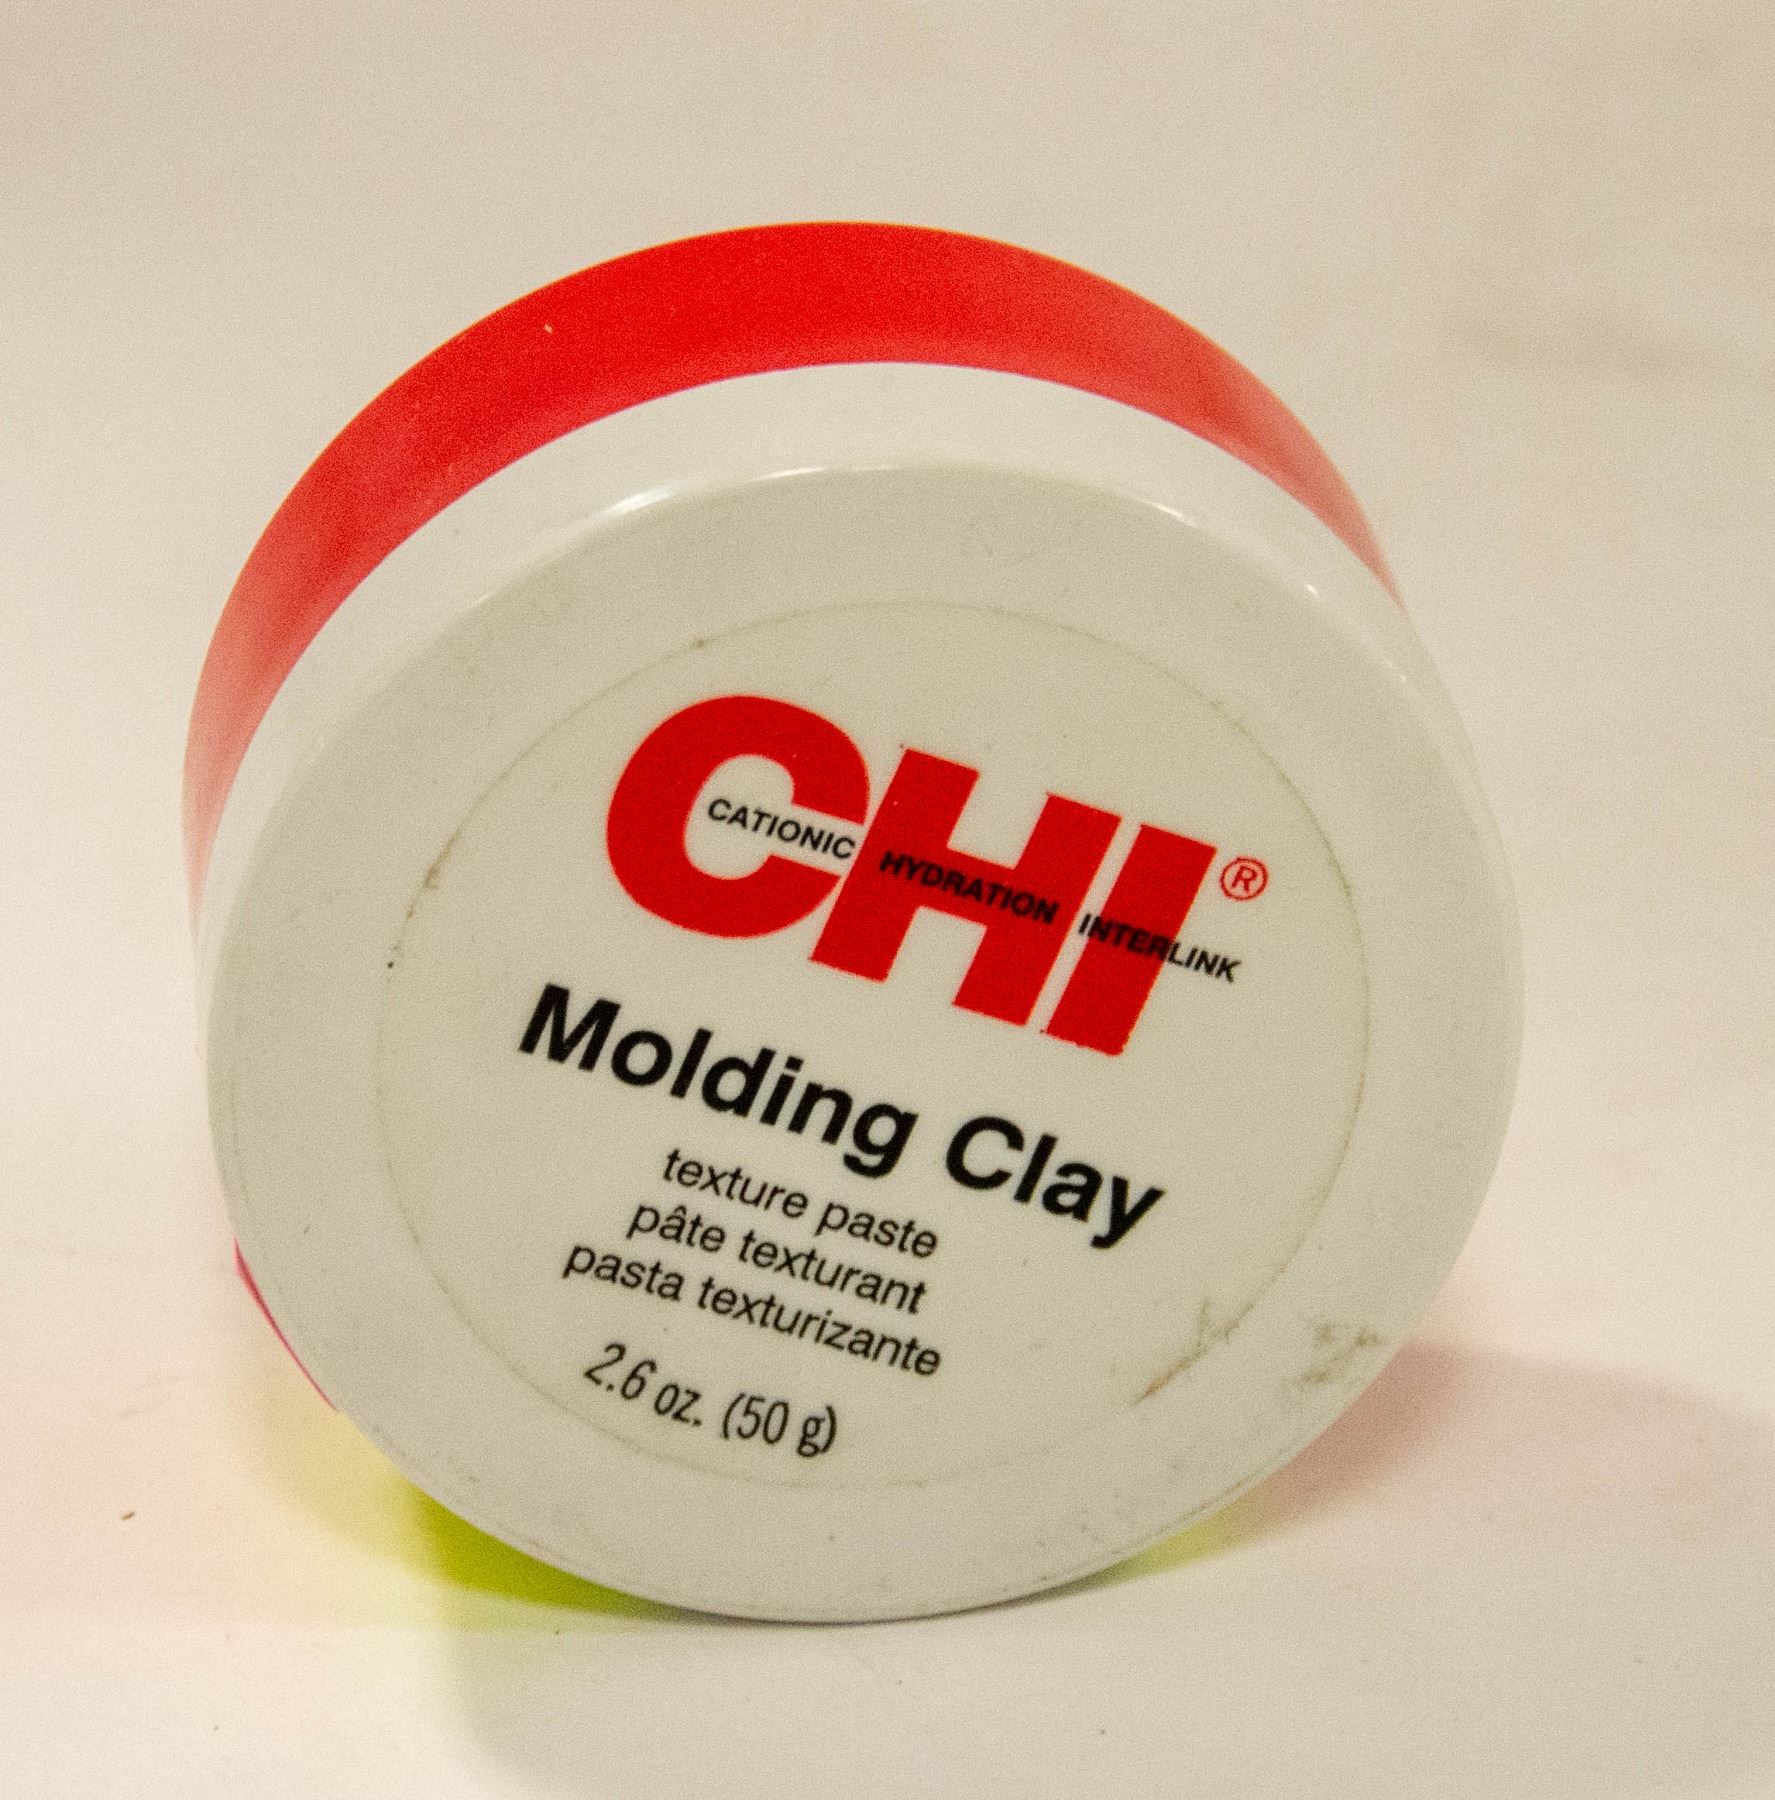 CHI®
CATIONIC HYDRATION INTERLINK
Molding Clay
texture paste
pâte texturant
pasta texturizante
2.6 oz. (50 g)